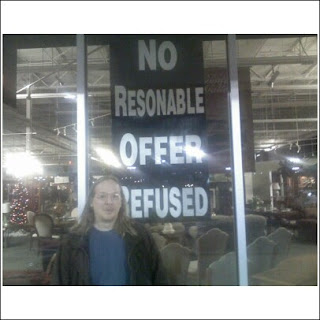 NO
RESONABLE
OFFER
REFUSED